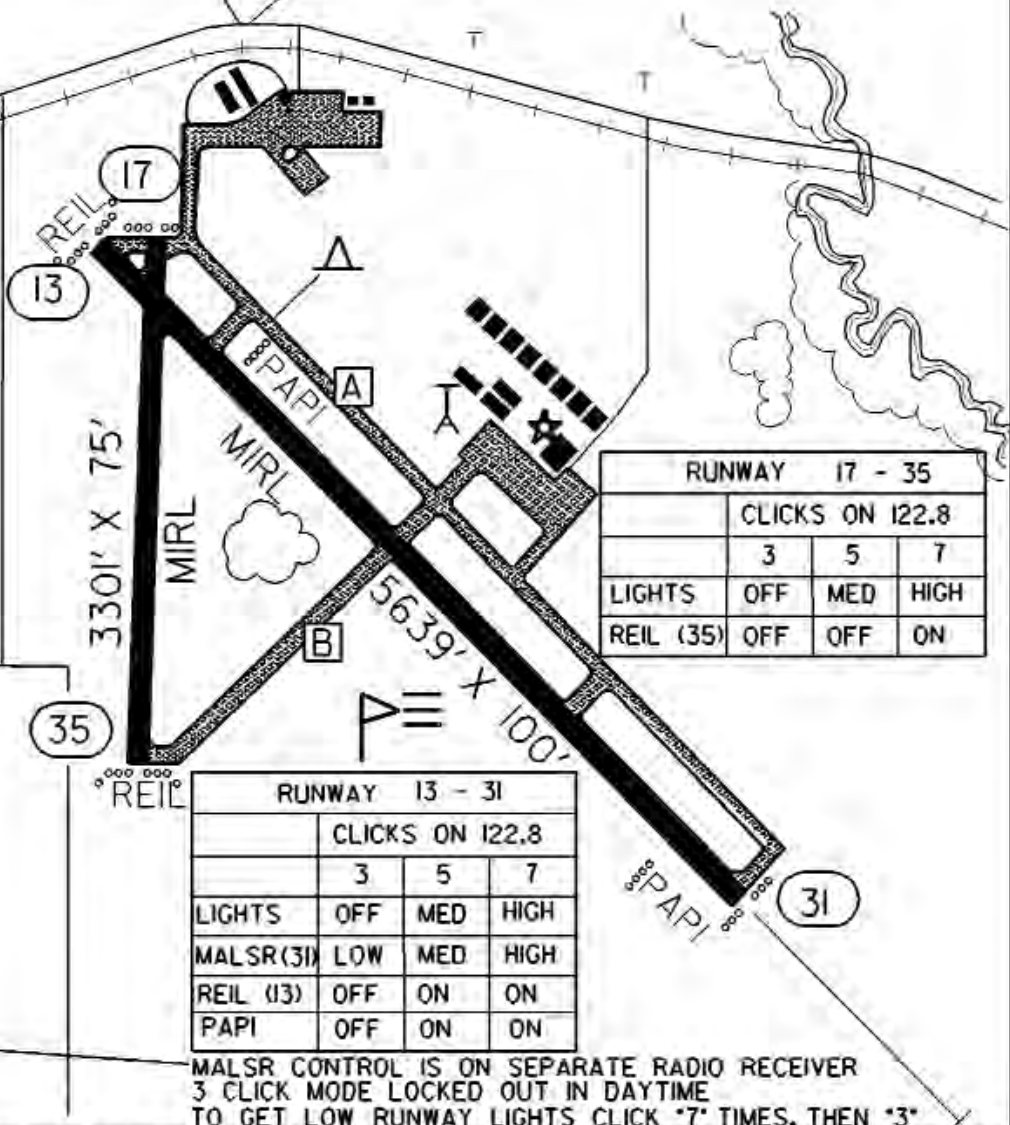 T
T
17
REIL
13
PAPI
A
MIRL
3301' X 75'
MIRL
RUNWAY 17 - 35
CLICKS ON 122.8
3 5 7
LIGHTS OFF MED HIGH
REIL (35) OFF OFF ON
B
5639' X 100'
35
REIL
RUNWAY 13 - 31
CLICKS ON 122.8
3 5 7
LIGHTS OFF MED HIGH
MALSR(31) LOW MED HIGH
REIL (13) OFF ON ON
PAPI OFF ON ON
PAPI
31
MALSR CONTROL IS ON SEPARATE RADIO RECEIVER
3 CLICK MODE LOCKED OUT IN DAYTIME
TO GET LOW RUNWAY LIGHTS CLICK "7" TIMES, THEN "3"